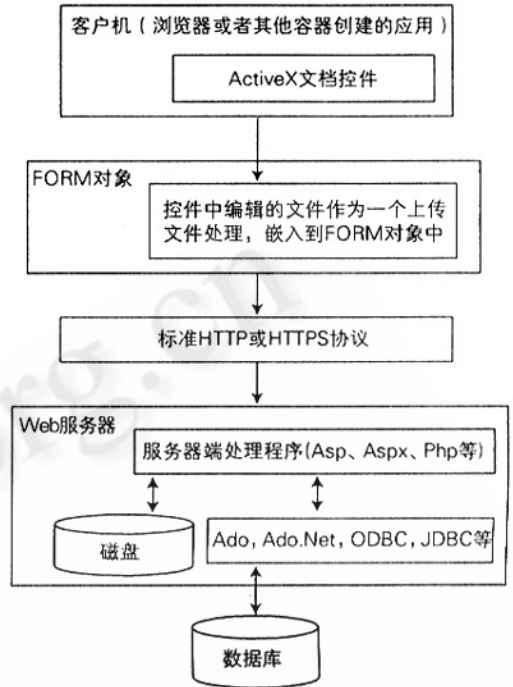 客户机（浏览器或者其他容器创建的应用）
ActiveX文档控件
FORM对象
控件中编辑的文件作为一个上传
文件处理，嵌入到FORM对象中
标准HTTP或HTTPS协议
Web服务器
服务器端处理程序(Asp、Aspx、Php等)
磁盘
Ado, Ado.Net, ODBC, JDBC等
数据库
org.cn